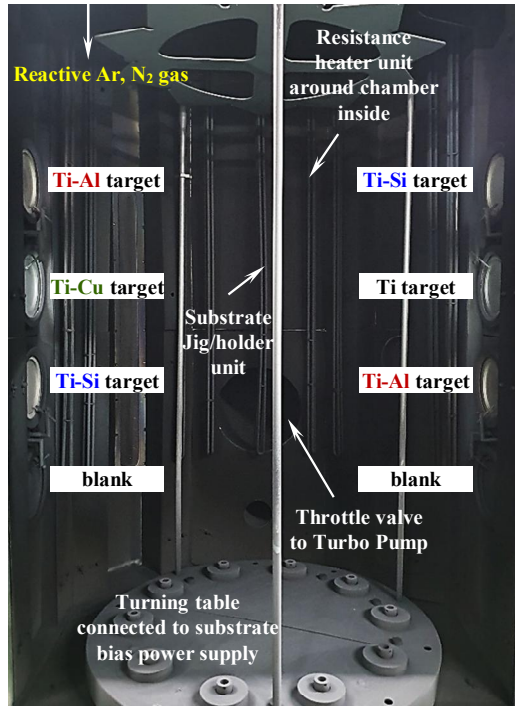 Reactive Ar, N₂ gas
Resistance
heater unit
around chamber
inside
Ti-Al target
Ti-Si target
Ti-Cu target
Ti target
Substrate
Jig/holder
unit
Ti-Si target
Ti-Al target
blank
blank
Throttle valve
to Turbo Pump
Turning table
connected to substrate
bias power supply